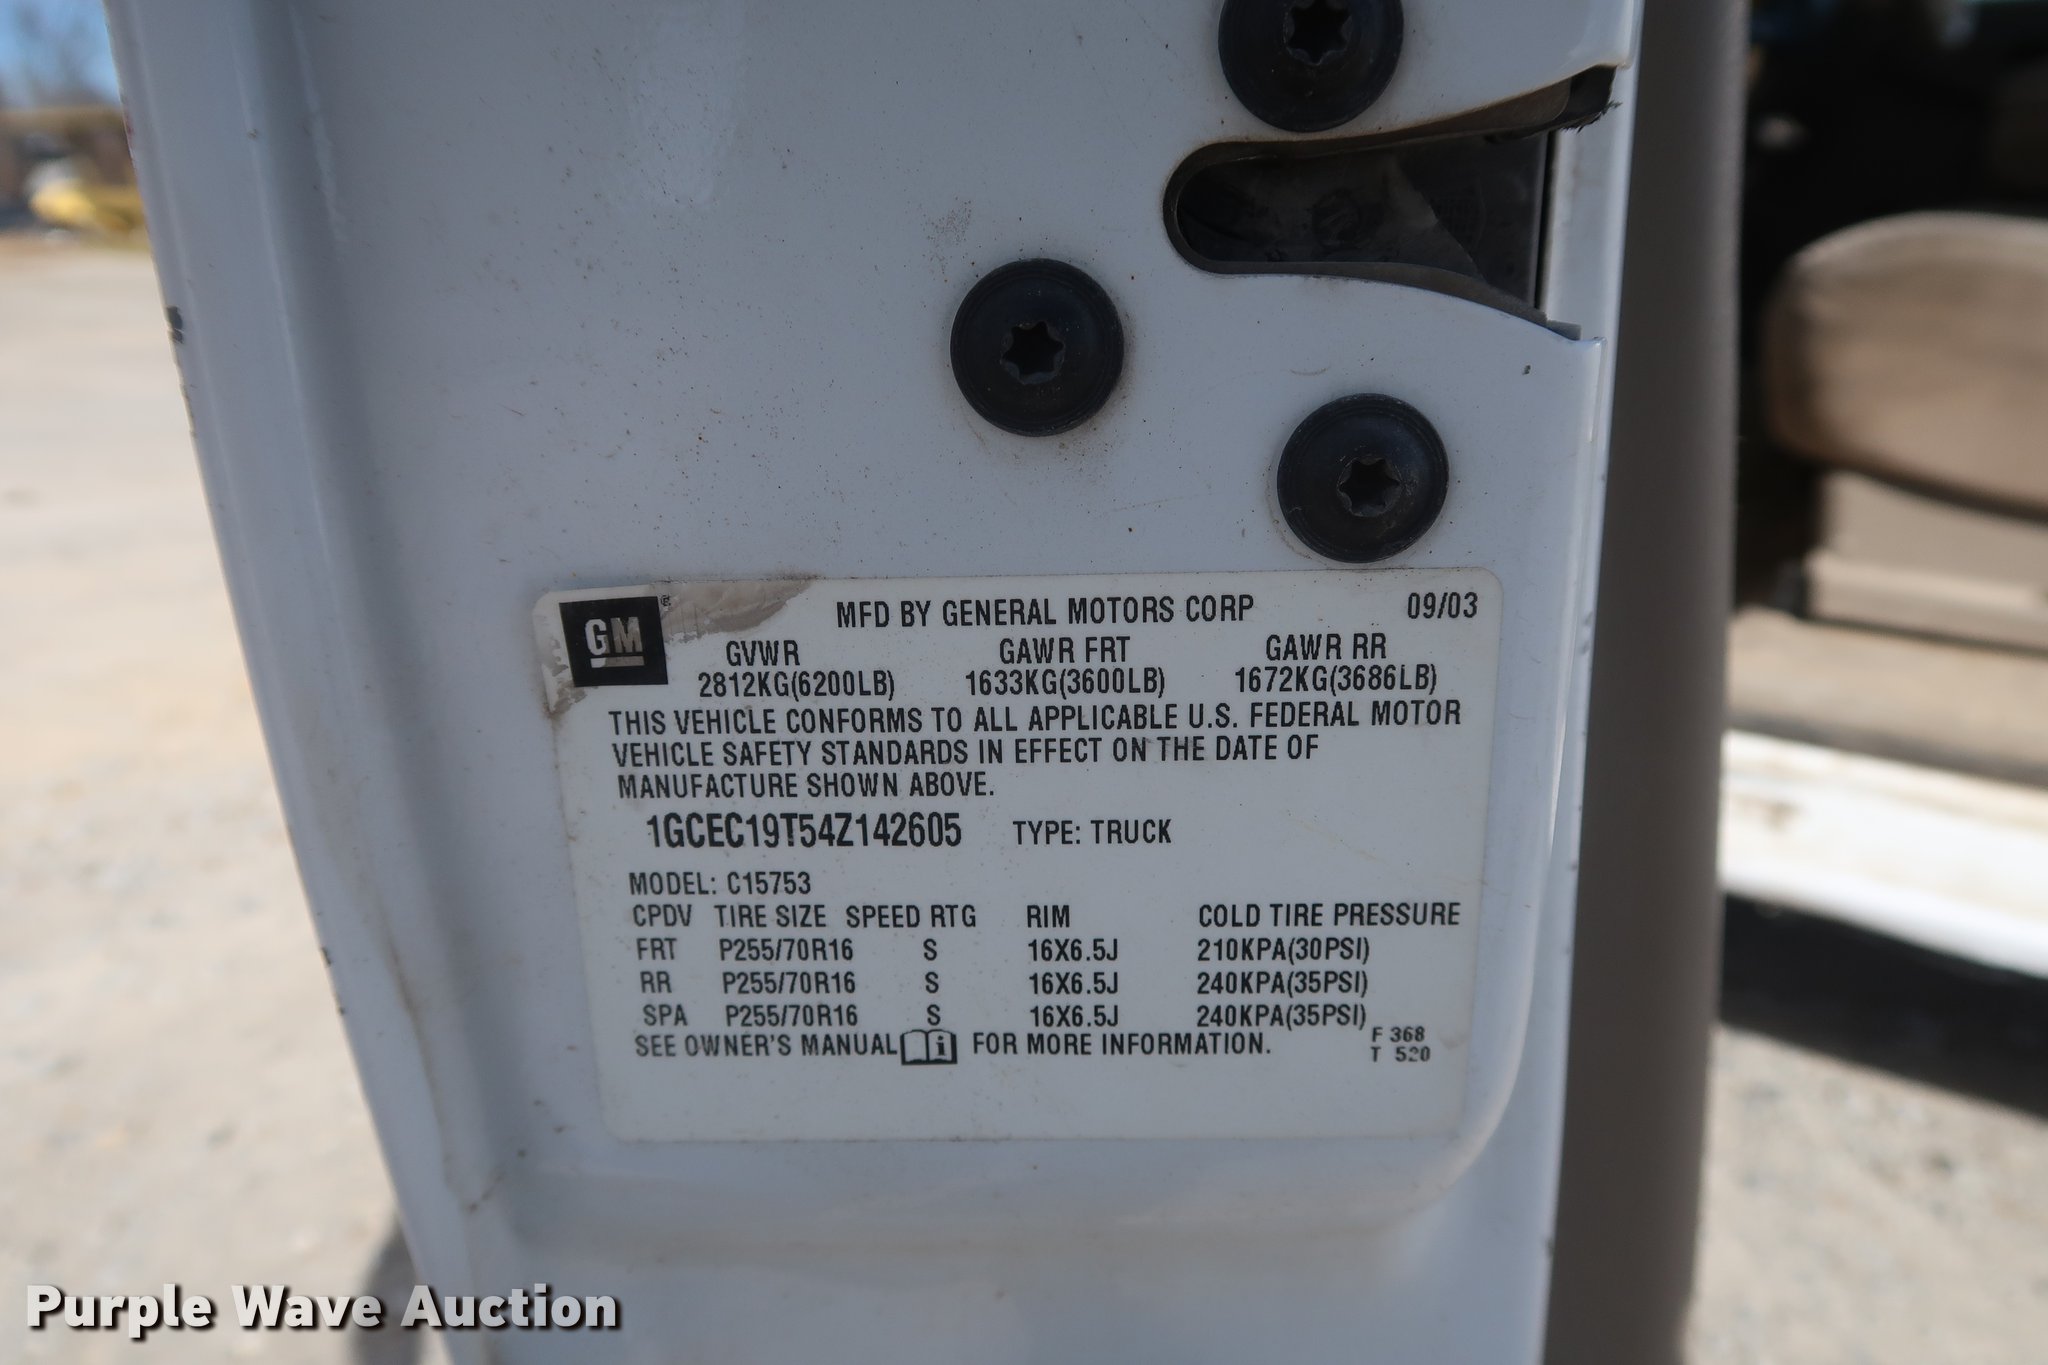 GM
MFD BY GENERAL MOTORS CORP 09/03
GVWR GAWR FRT GAWR RR
2812KG(6200LB) 1633KG(3600LB) 1672KG(3686LB)
THIS VEHICLE CONFORMS TO ALL APPLICABLE U.S. FEDERAL MOTOR
VEHICLE SAFETY STANDARDS IN EFFECT ON THE DATE OF
MANUFACTURE SHOWN ABOVE.
1GCEC19T54Z142605 TYPE: TRUCK
MODEL: C15753
CPDV TIRE SIZE SPEED RTG RIM COLD TIRE PRESSURE
FRT P255/70R16 S 16X6.5J 210KPA(30PSI)
RR P255/70R16 S 16X6.5J 240KPA(35PSI)
SPA P255/70R16 S 16X6.5J 240KPA(35PSI)
SEE OWNER'S MANUAL i FOR MORE INFORMATION.
F 368
T 520
Purple Wave Auction